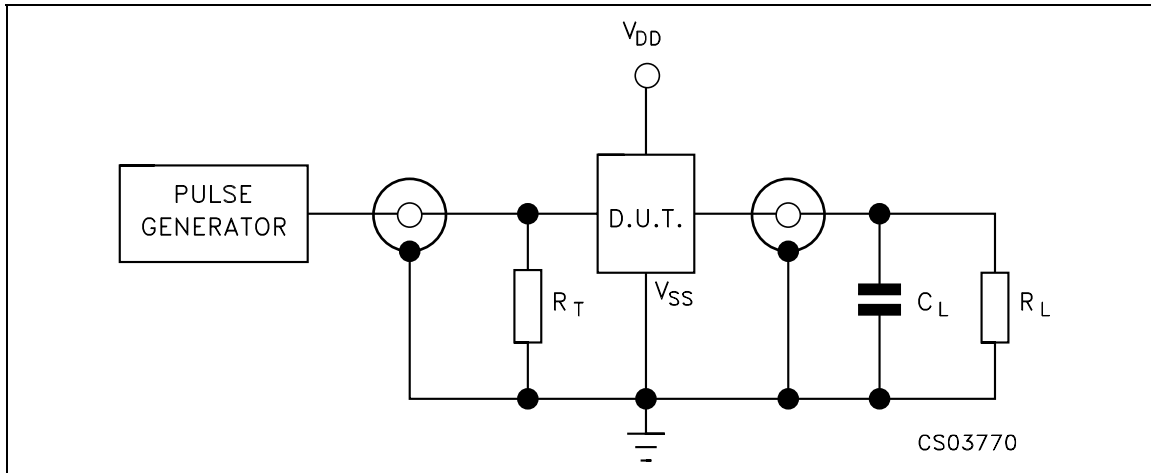 VDD
PULSE
GENERATOR
D.U.T.
RT
VSS
CL
RL
CS03770